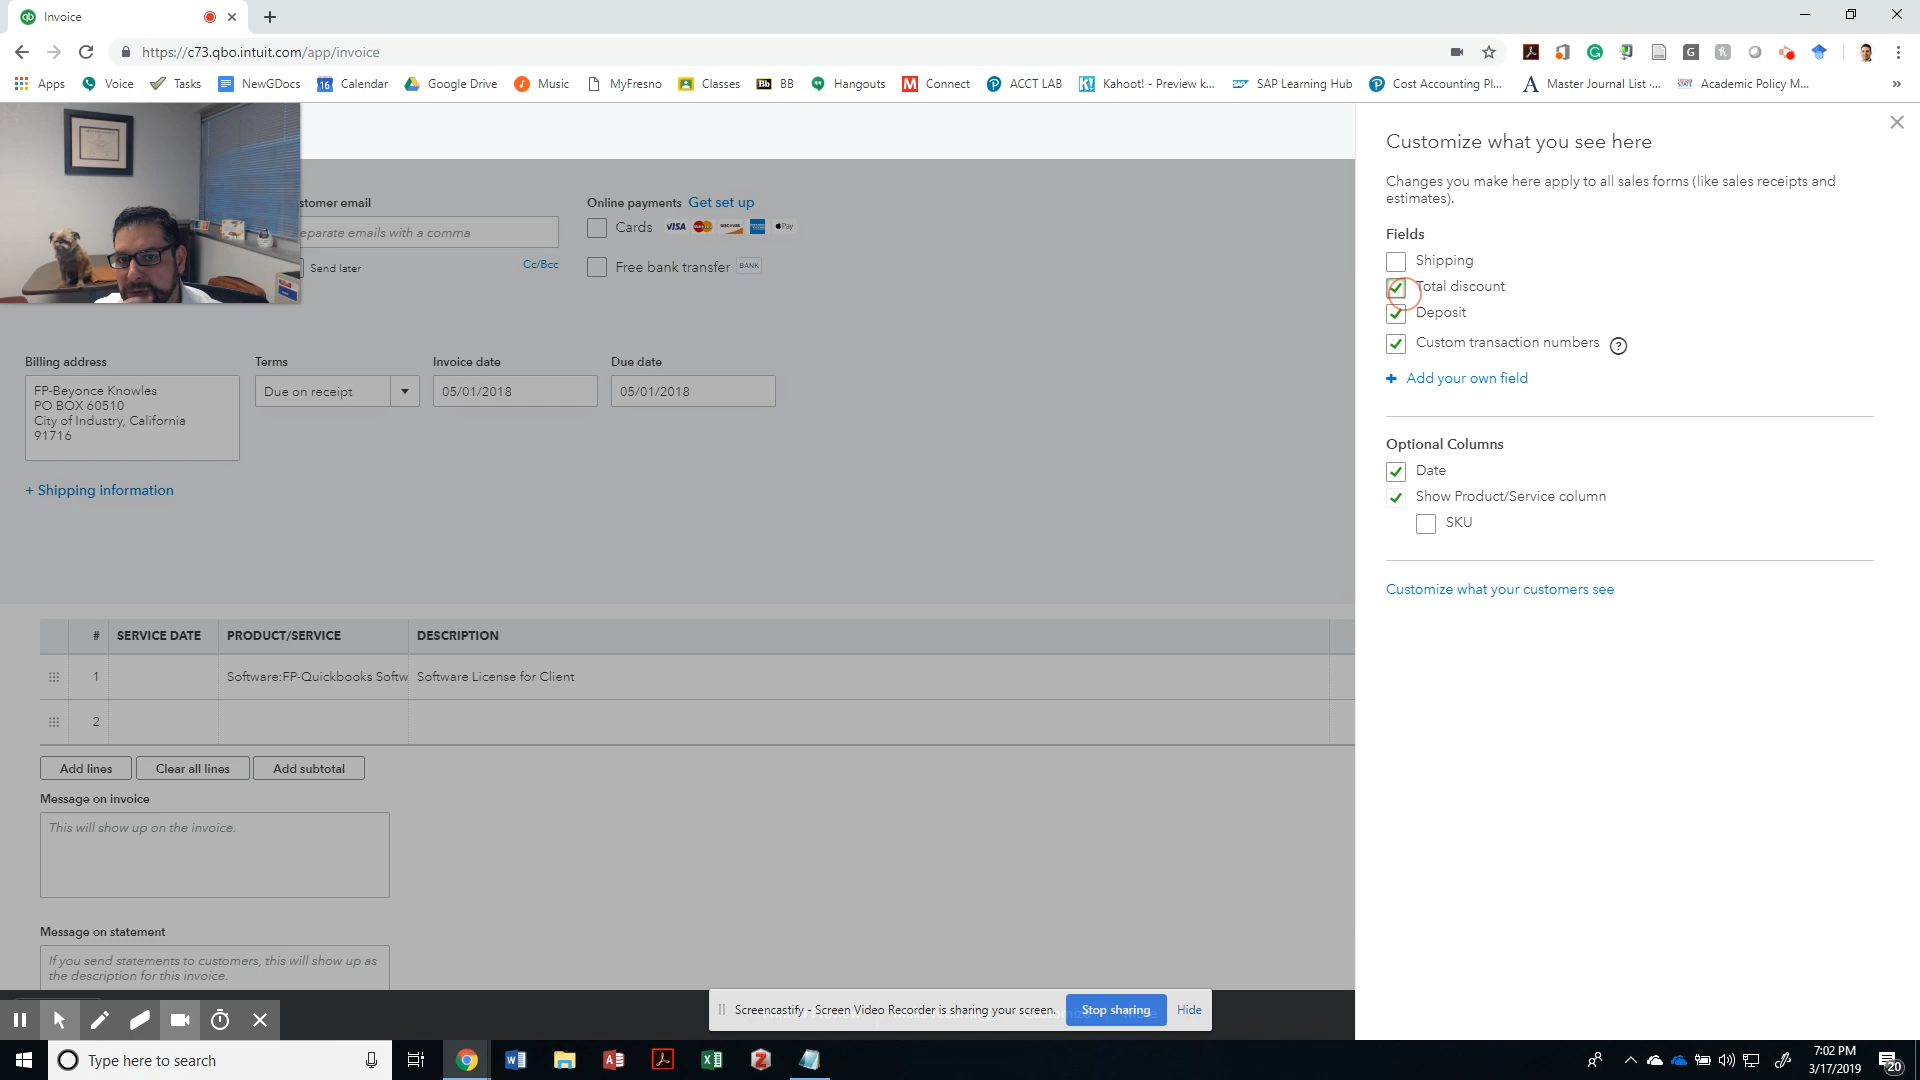 Invoice
https://c73.qbo.intuit.com/app/invoice
Apps
Voice
Tasks
NewGDocs
16 Calendar
Google Drive
Music
MyFresno
Classes
Bb BB
Hangouts
M Connect
ACCT LAB
Kahoot! - Preview k...
SAP Learning Hub
Cost Accounting Pl...
Master Journal List -...
Academic Policy M...
»
stomer email
eparate emails with a comma
Send later
Cc/Bcc
Online payments Get set up
Cards VISA DISCOVER Pay
Free bank transfer BANK
Billing address
FP-Beyonce Knowles
PO BOX 60510
City of Industry, California
91716
Terms
Due on receipt
Invoice date
05/01/2018
Due date
05/01/2018
+ Shipping information
# SERVICE DATE PRODUCT/SERVICE DESCRIPTION
1 Software:FP-Quickbooks Softw Software License for Client
2
Add lines
Clear all lines
Add subtotal
Message on invoice
This will show up on the invoice.
Message on statement
If you send statements to customers, this will show up as
the description for this invoice.
Customize what you see here
Changes you make here apply to all sales forms (like sales receipts and
estimates).
Fields
Shipping
Total discount
Deposit
Custom transaction numbers ?
+ Add your own field
Optional Columns
Date
Show Product/Service column
SKU
Customize what your customers see
Screencastify - Screen Video Recorder is sharing your screen.
Stop sharing
Hide
Type here to search
7:02 PM
3/17/2019
20